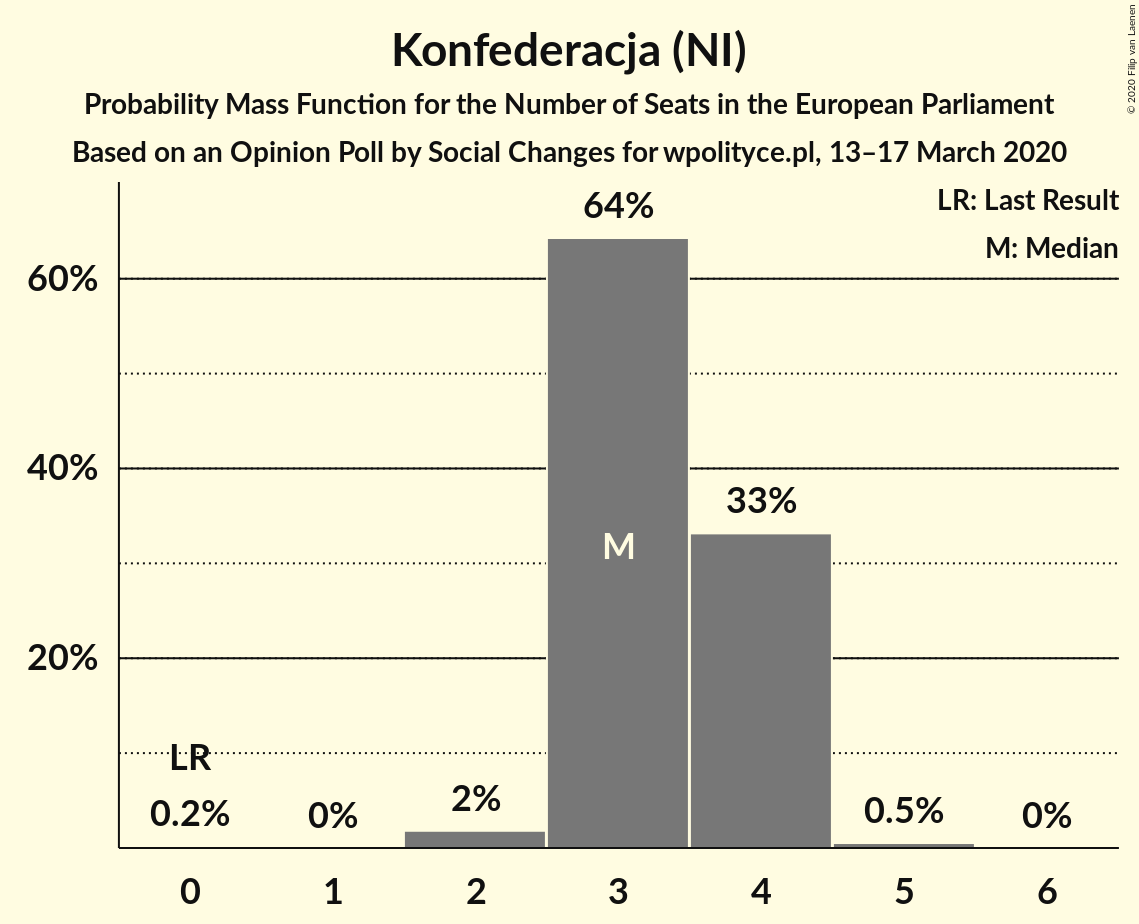 Konfederacja (NI)
Probability Mass Function for the Number of Seats in the European Parliament
Based on an Opinion Poll by Social Changes for wpolityce.pl, 13–17 March 2020
© 2020 Filip van Laenen
LR: Last Result
M: Median
60%
40%
20%
64%
33%
M
LR
0.2%
0%
2%
0.5%
0%
0
1
2
3
4
5
6